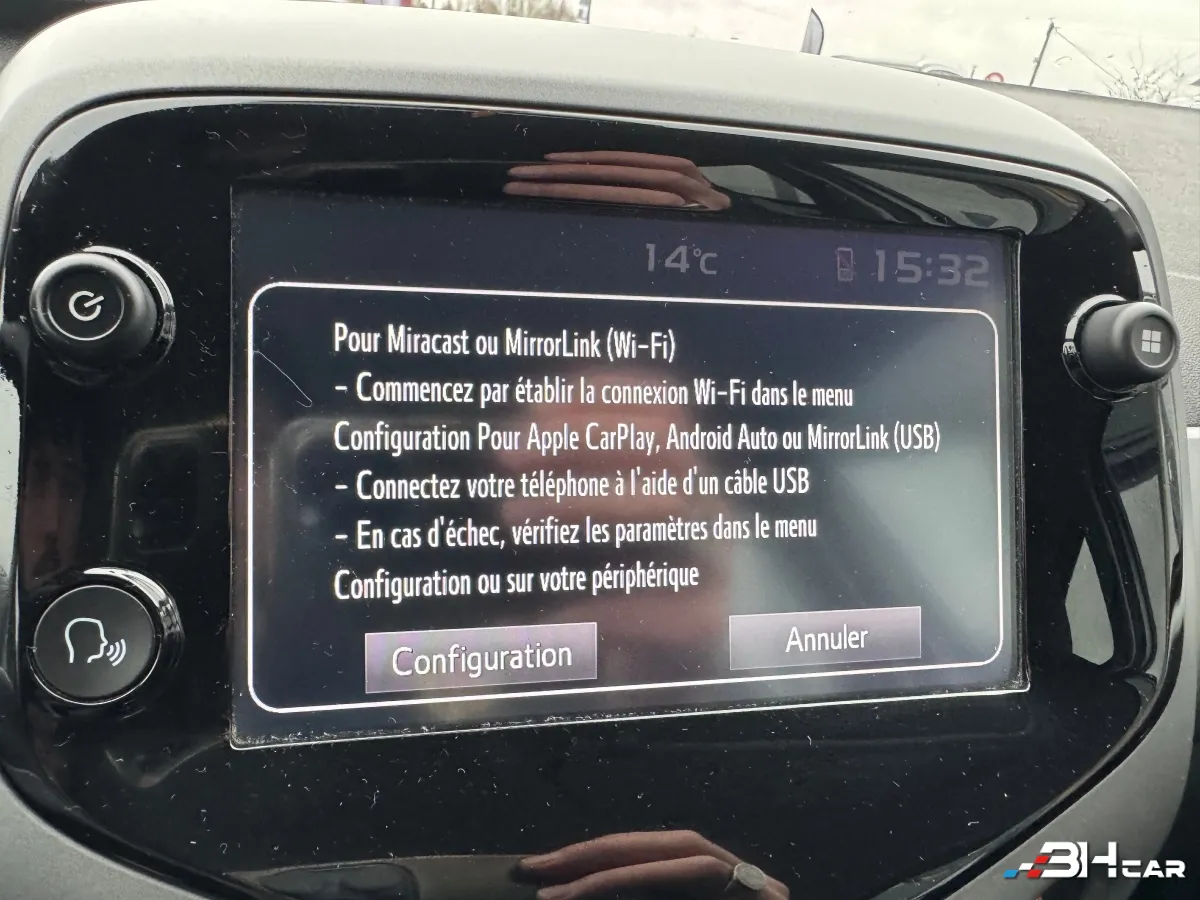 14°C
15:32
Pour Miracast ou MirrorLink (Wi-Fi)
- Commencez par établir la connexion Wi-Fi dans le menu
Configuration Pour Apple CarPlay, Android Auto ou MirrorLink (USB)
- Connectez votre téléphone à l'aide d'un câble USB
- En cas d'échec, vérifiez les paramètres dans le menu
Configuration ou sur votre périphérique
Configuration
Annuler
3HCAR